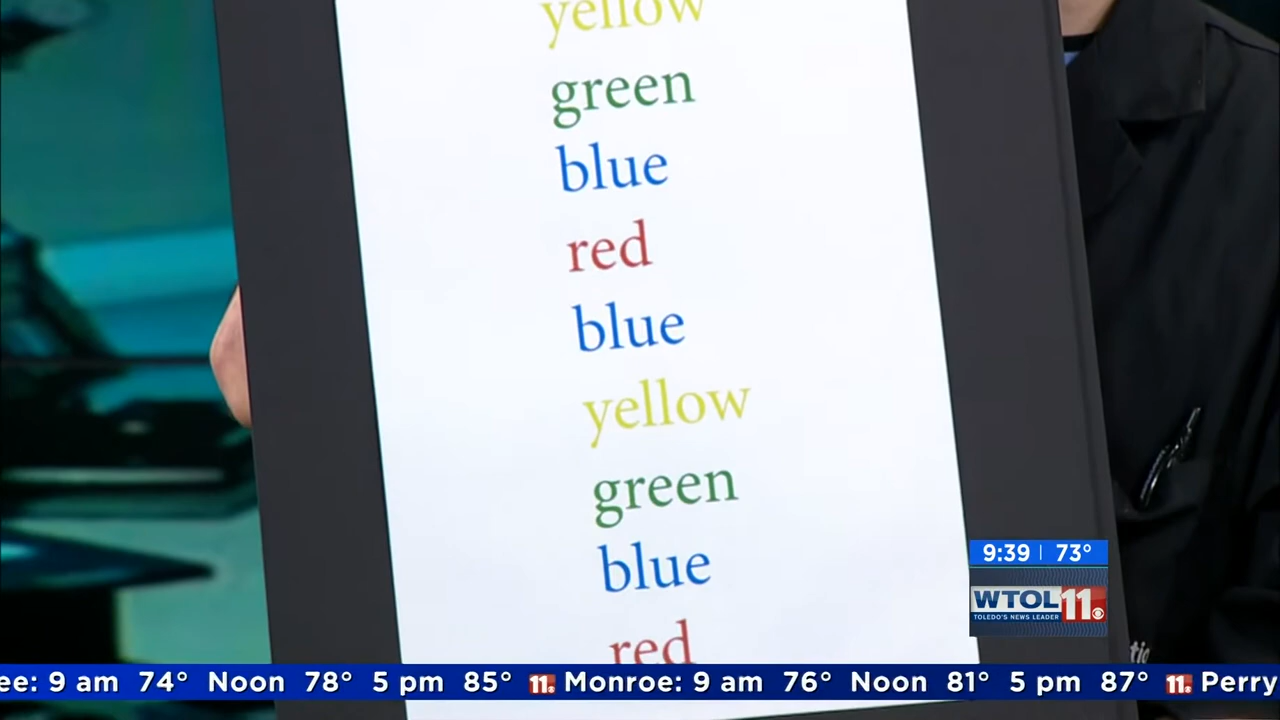 yellow
green
blue
red
blue
yellow
green
blue
red
9:39 73°
WTOL 11
TOLEDO'S NEWS LEADER
ee: 9 am 74° Noon 78° 5 pm 85° 11 Monroe: 9 am 76° Noon 81° 5 pm 87° 11 Perry